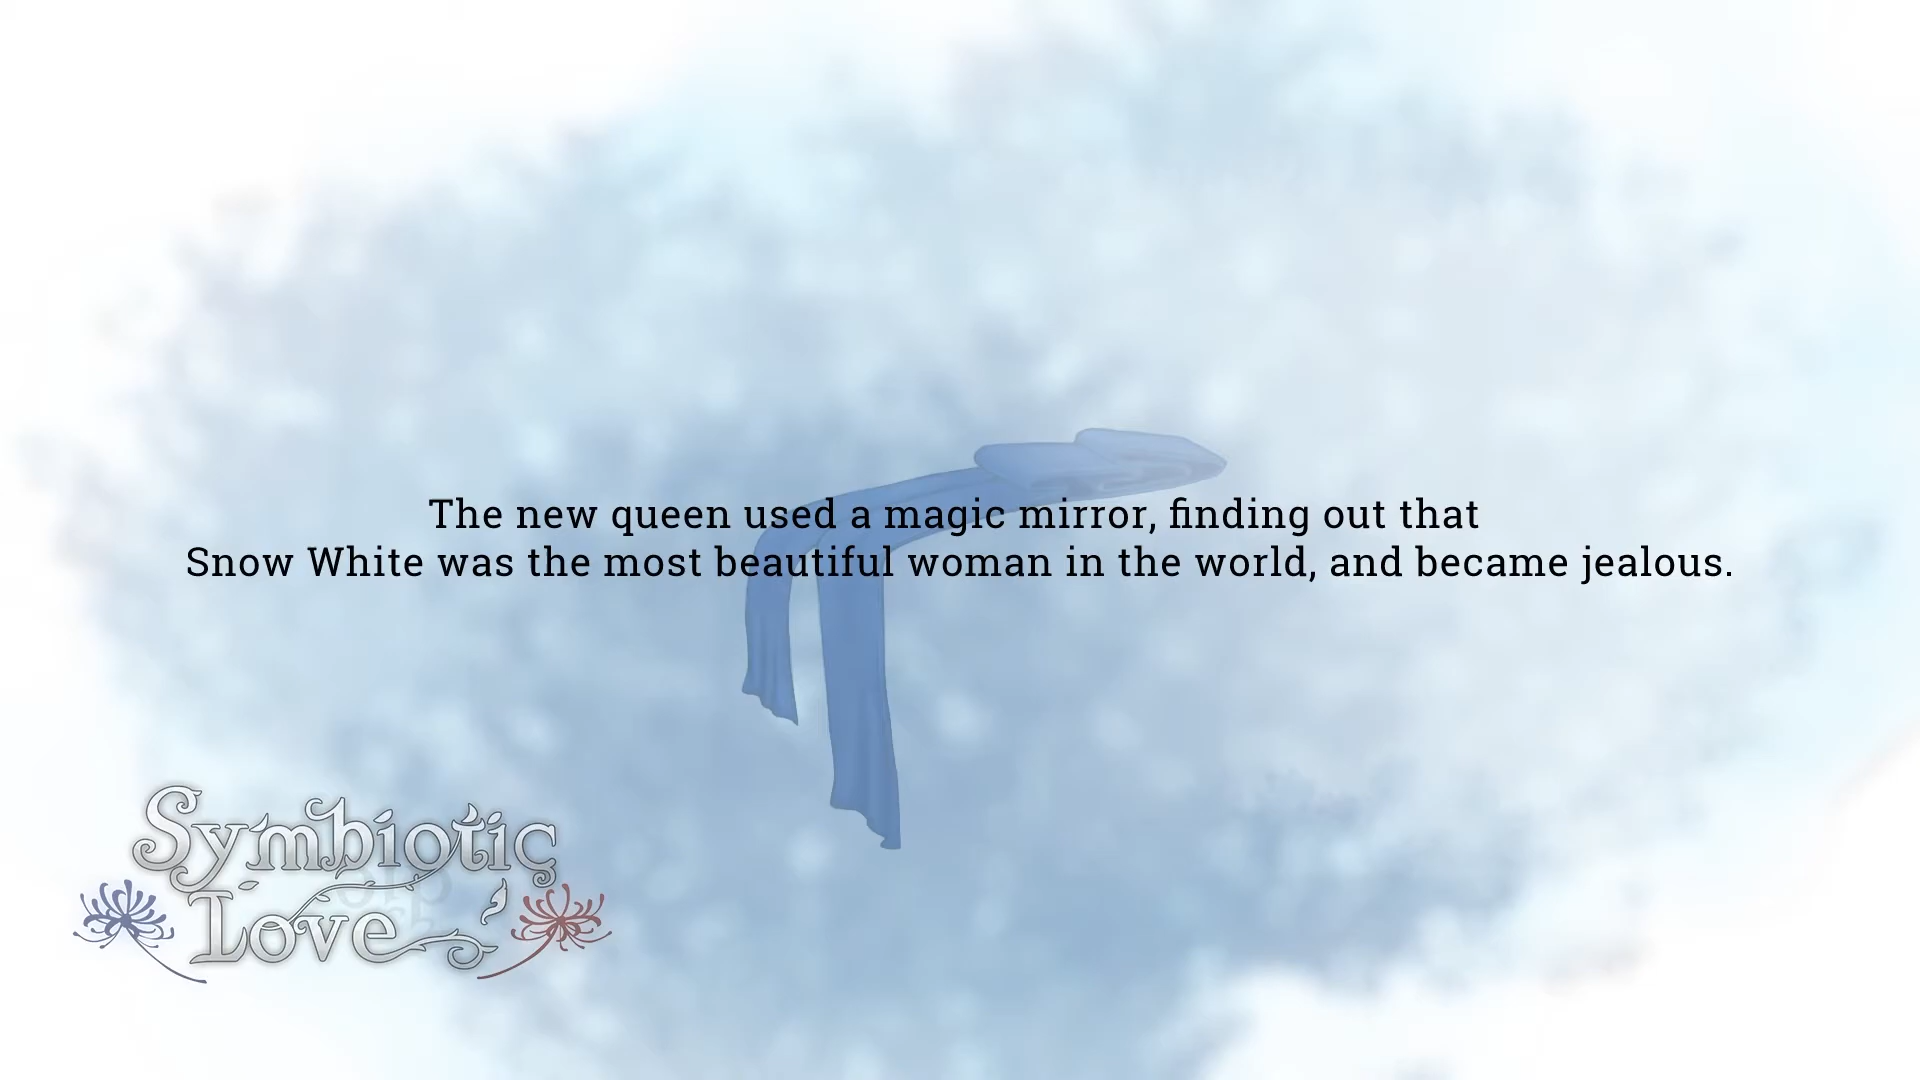 The new queen used a magic mirror, finding out that
Snow White was the most beautiful woman in the world, and became jealous.
Symbiotic
Love